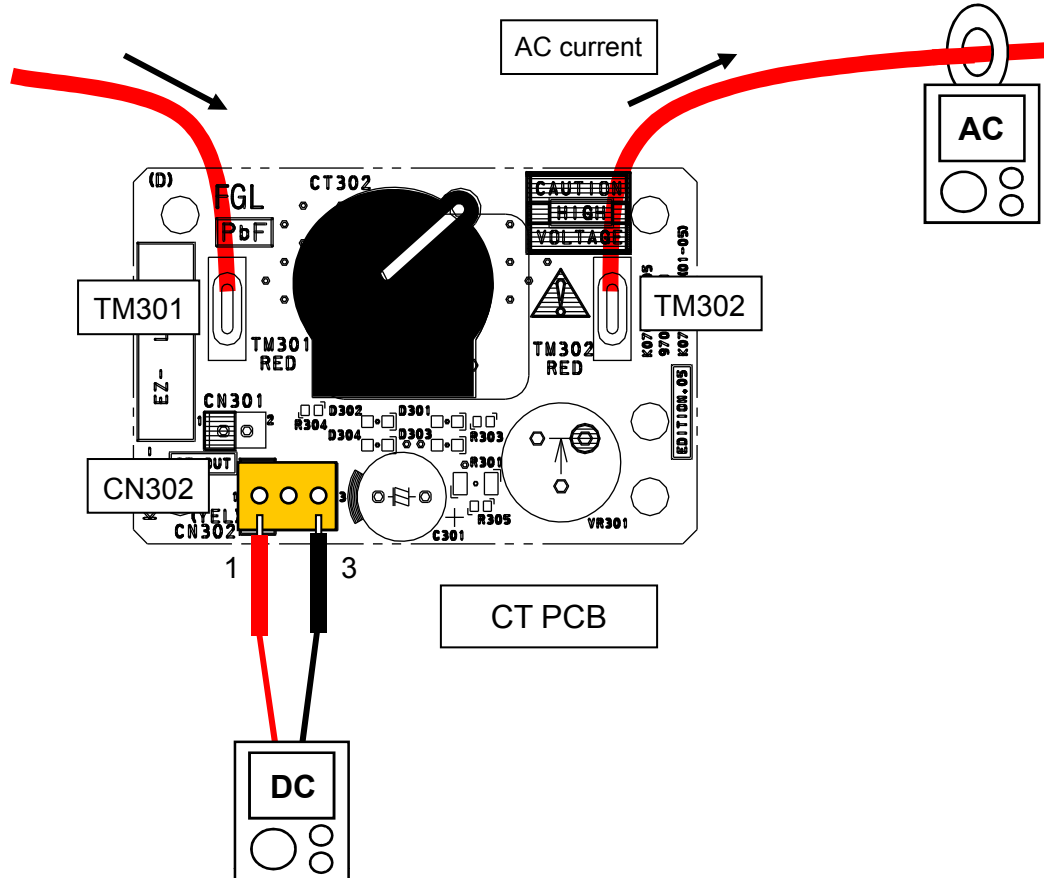 AC current
AC
(D)
CT302
FGL
PbF
CAUTION
HIGH
VOLTAGE
TM301
TM302
TM301
RED
TM302
RED
EZ-
CN301
1
2
R304
D302
D301
D304
D303
R303
R301
R305
EDITION.05
CN302
OUT
1
3
CN302
C301
VR301
1
3
CT PCB
DC